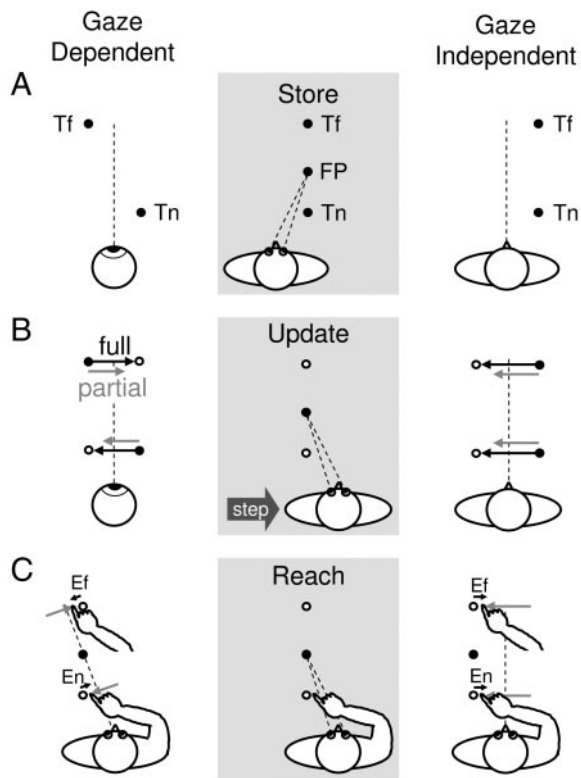 Gaze
Dependent
Gaze
Independent
A
Store
Tf
Tf
Tf
FP
Tn
Tn
Tn
B
Update
full
partial
step
C
Reach
Ef
Ef
En
En